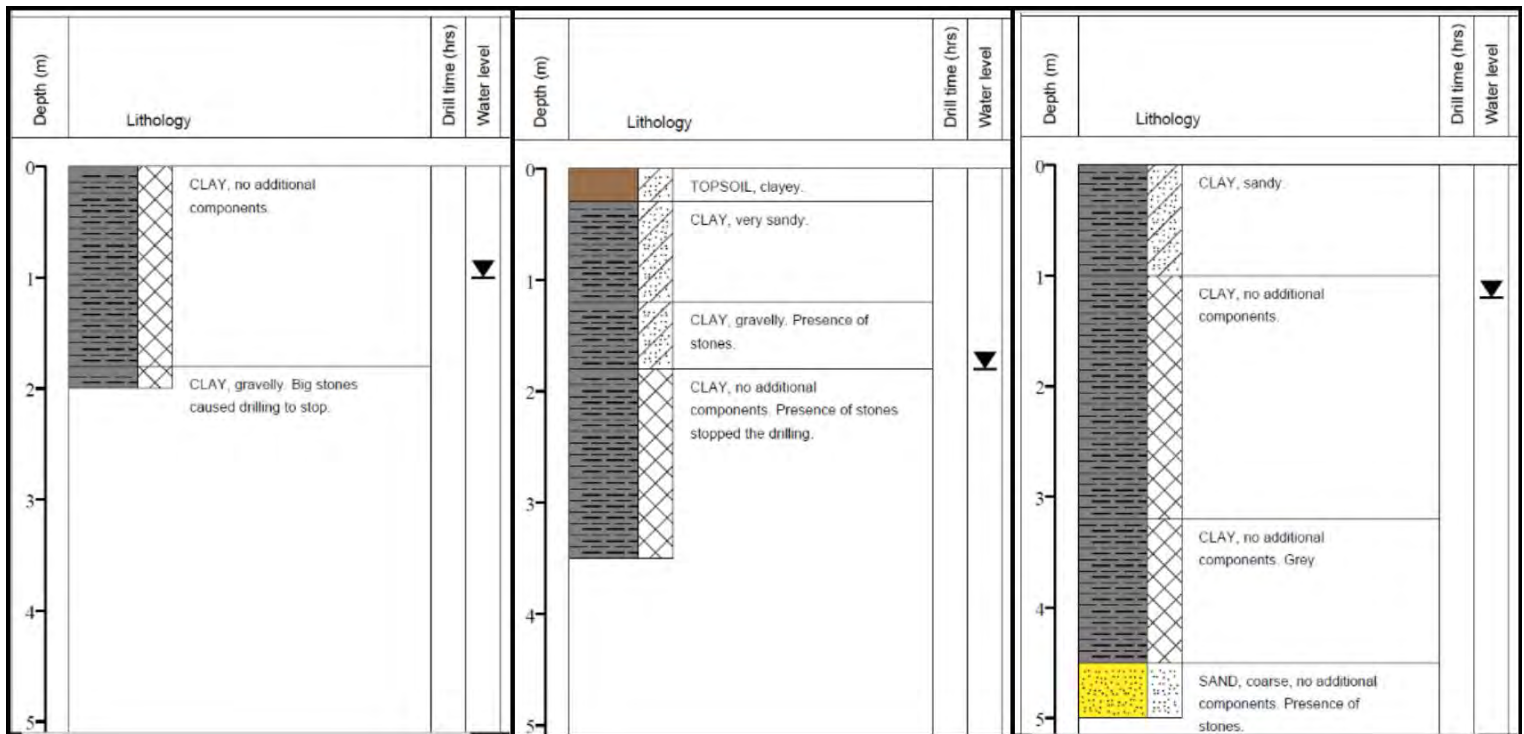 Depth (m)
Lithology
Drill time (hrs)
Water level
0
CLAY, no additional
components.
1
CLAY, gravelly. Big stones
caused drilling to stop.
2
3
4
5
Depth (m)
Lithology
Drill time (hrs)
Water level
0
TOPSOIL, clayey.
CLAY, very sandy.
1
CLAY, gravelly. Presence of
stones.
CLAY, no additional
components. Presence of stones
stopped the drilling.
2
3
4
5
Depth (m)
Lithology
Drill time (hrs)
Water level
0
CLAY, sandy.
1
CLAY, no additional
components.
2
3
CLAY, no additional
components. Grey
4
SAND, coarse, no additional
components. Presence of
stones.
5